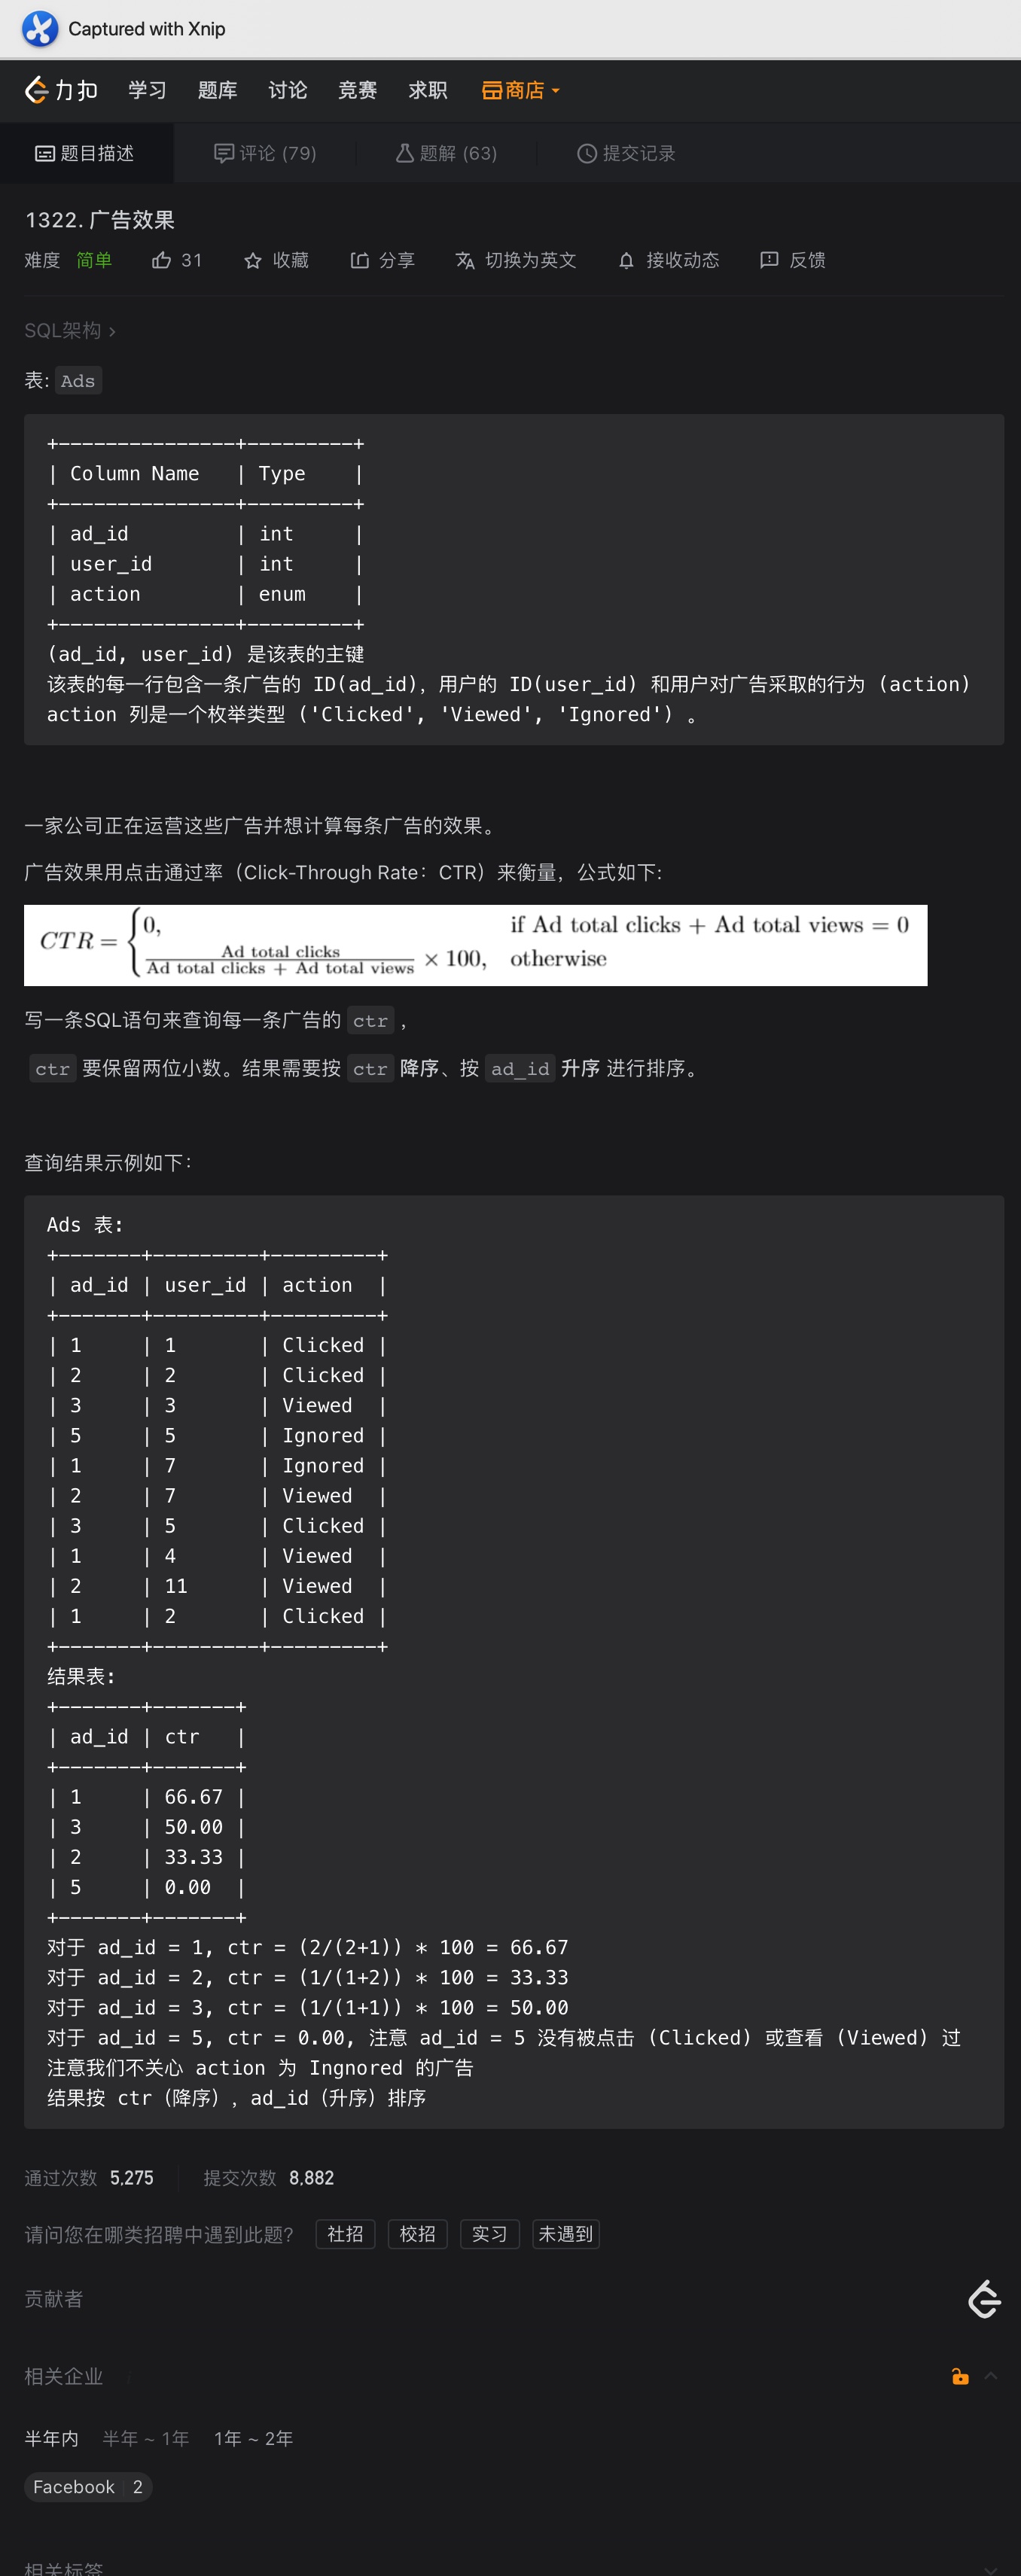 Captured with Xnip
力扣 学习 题库 讨论 竞赛 求职 商店
题目描述 评论 (79) 题解 (63) 提交记录
1322. 广告效果
难度 简单 31 收藏 分享 切换为英文 接收动态 反馈
SQL架构 >
表: Ads
+---------------+---------+
| Column Name   | Type    |
+---------------+---------+
| ad_id         | int     |
| user_id       | int     |
| action        | enum    |
+---------------+---------+
(ad_id, user_id) 是该表的主键
该表的每一行包含一条广告的 ID(ad_id)，用户的 ID(user_id) 和用户对广告采取的行为 (action)
action 列是一个枚举类型 ('Clicked', 'Viewed', 'Ignored') 。
一家公司正在运营这些广告并想计算每条广告的效果。
广告效果用点击通过率（Click-Through Rate：CTR）来衡量，公式如下:
CTR = { 0, if Ad total clicks + Ad total views = 0
Ad total clicks / Ad total clicks + Ad total views × 100, otherwise
写一条SQL语句来查询每一条广告的 ctr ，
ctr 要保留两位小数。结果需要按 ctr 降序、按 ad_id 升序 进行排序。
查询结果示例如下：
Ads 表:
+-------+---------+---------+
| ad_id | user_id | action  |
+-------+---------+---------+
| 1     | 1       | Clicked |
| 2     | 2       | Clicked |
| 3     | 3       | Viewed  |
| 5     | 5       | Ignored |
| 1     | 7       | Ignored |
| 2     | 7       | Viewed  |
| 3     | 5       | Clicked |
| 1     | 4       | Viewed  |
| 2     | 11      | Viewed  |
| 1     | 2       | Clicked |
+-------+---------+---------+
结果表:
+-------+-------+
| ad_id | ctr   |
+-------+-------+
| 1     | 66.67 |
| 3     | 50.00 |
| 2     | 33.33 |
| 5     | 0.00  |
+-------+-------+
对于 ad_id = 1, ctr = (2/(2+1)) * 100 = 66.67
对于 ad_id = 2, ctr = (1/(1+2)) * 100 = 33.33
对于 ad_id = 3, ctr = (1/(1+1)) * 100 = 50.00
对于 ad_id = 5, ctr = 0.00, 注意 ad_id = 5 没有被点击 (Clicked) 或查看 (Viewed) 过
注意我们不关心 action 为 Ingnored 的广告
结果按 ctr（降序），ad_id（升序）排序
通过次数 5,275 提交次数 8,882
请问您在哪类招聘中遇到此题? 社招 校招 实习 未遇到
贡献者
相关企业
半年内 半年 ~ 1年 1年 ~ 2年
Facebook 2
相关标签